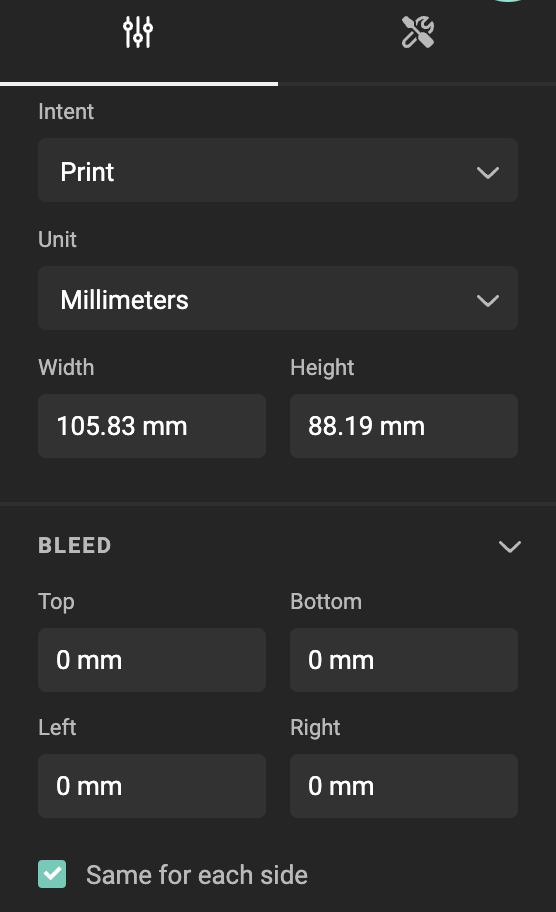 Intent
Print
Unit
Millimeters
Width Height
105.83 mm 88.19 mm
BLEED
Top Bottom
0 mm 0 mm
Left Right
0 mm 0 mm
Same for each side